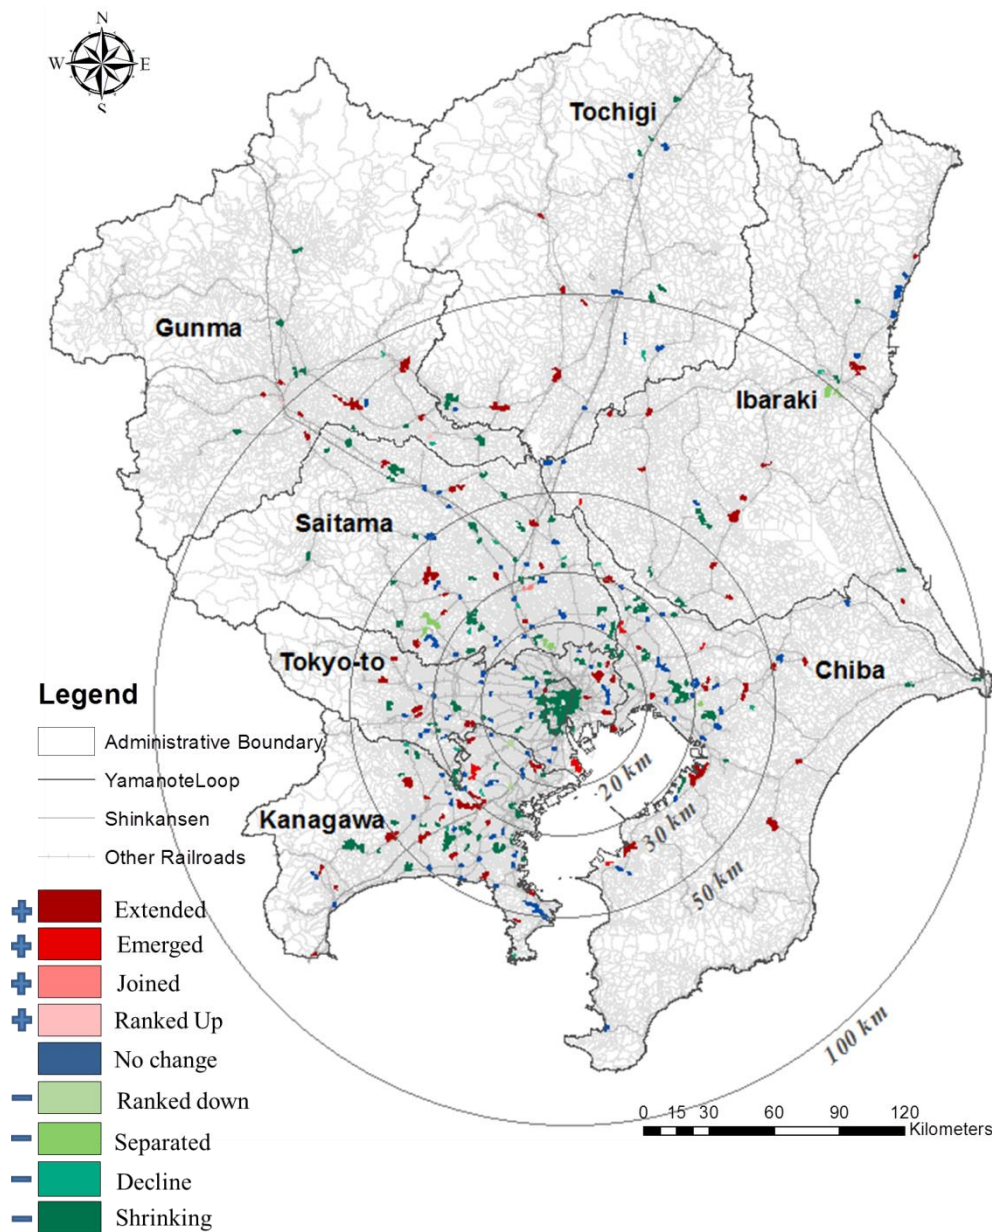 N
W E
S
Tochigi
Gunma
Ibaraki
Saitama
Tokyo-to
Chiba
Kanagawa
20 km
30 km
50 km
100 km
Legend
Administrative Boundary
YamanoteLoop
Shinkansen
Other Railroads
Extended
Emerged
Joined
Ranked Up
No change
Ranked down
Separated
Decline
Shrinking
0 15 30 60 90 120
Kilometers